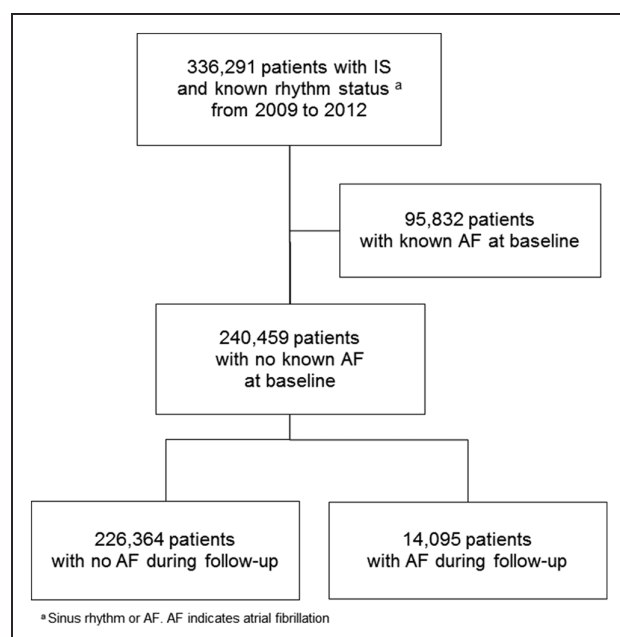 336,291 patients with IS
and known rhythm status a
from 2009 to 2012
95,832 patients
with known AF at baseline
240,459 patients
with no known AF
at baseline
226,364 patients
with no AF during follow-up
14,095 patients
with AF during follow-up
a Sinus rhythm or AF. AF indicates atrial fibrillation